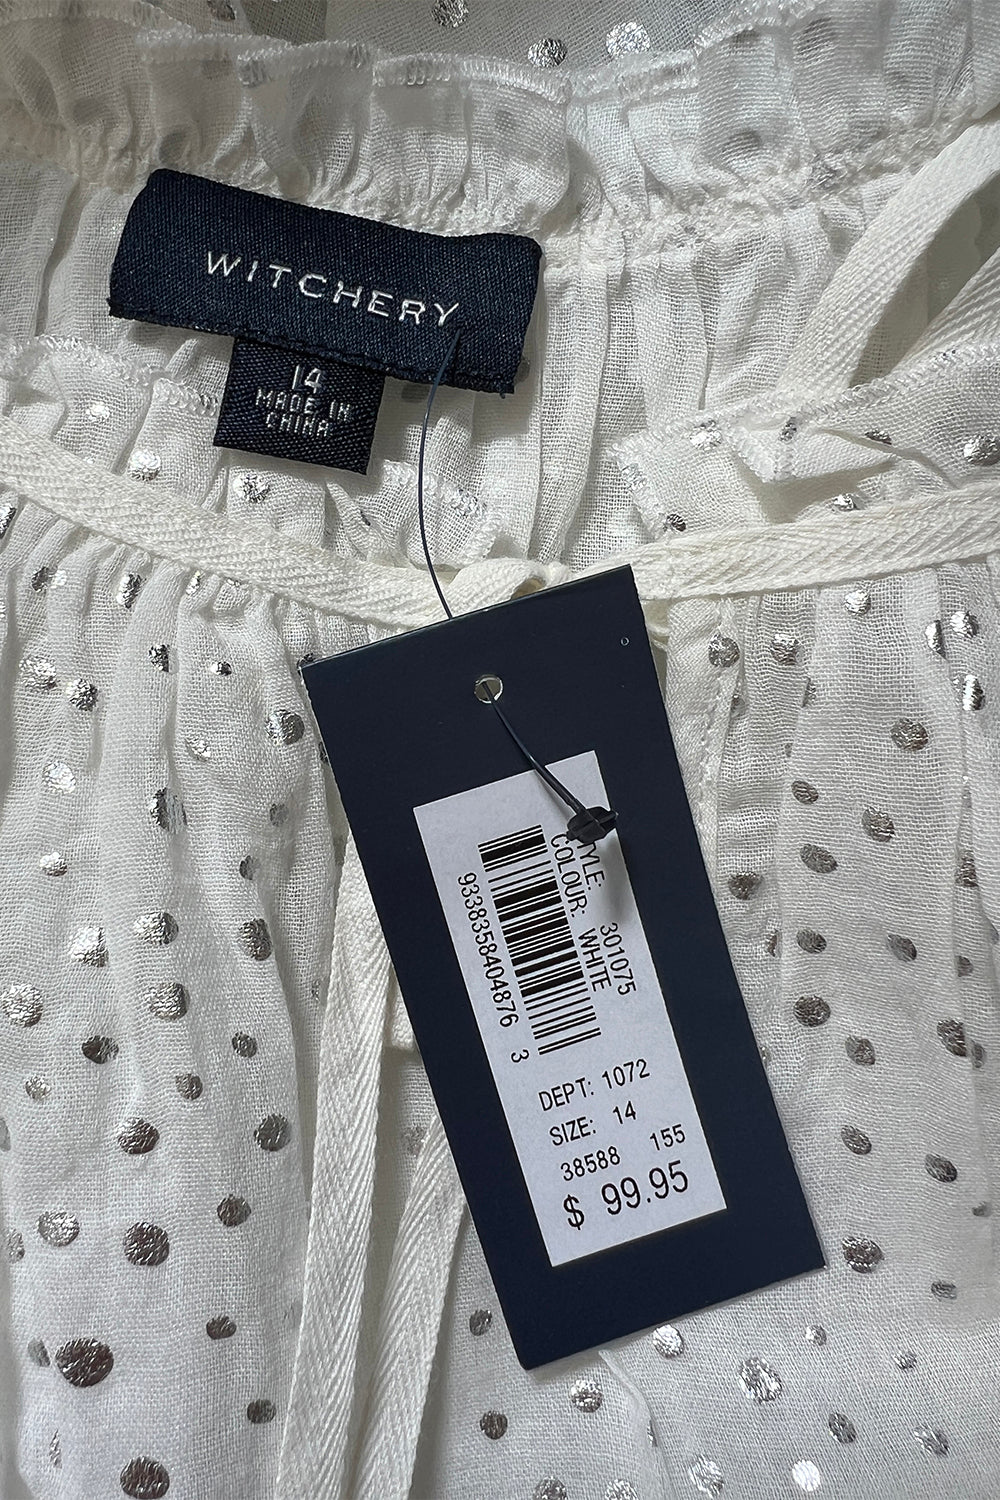 WITCHERY
14
MADE IN
CHINA
STYLE: 301075
COLOUR: WHITE
9338358404876 3
DEPT: 1072
SIZE: 14
38588 155
$ 99.95